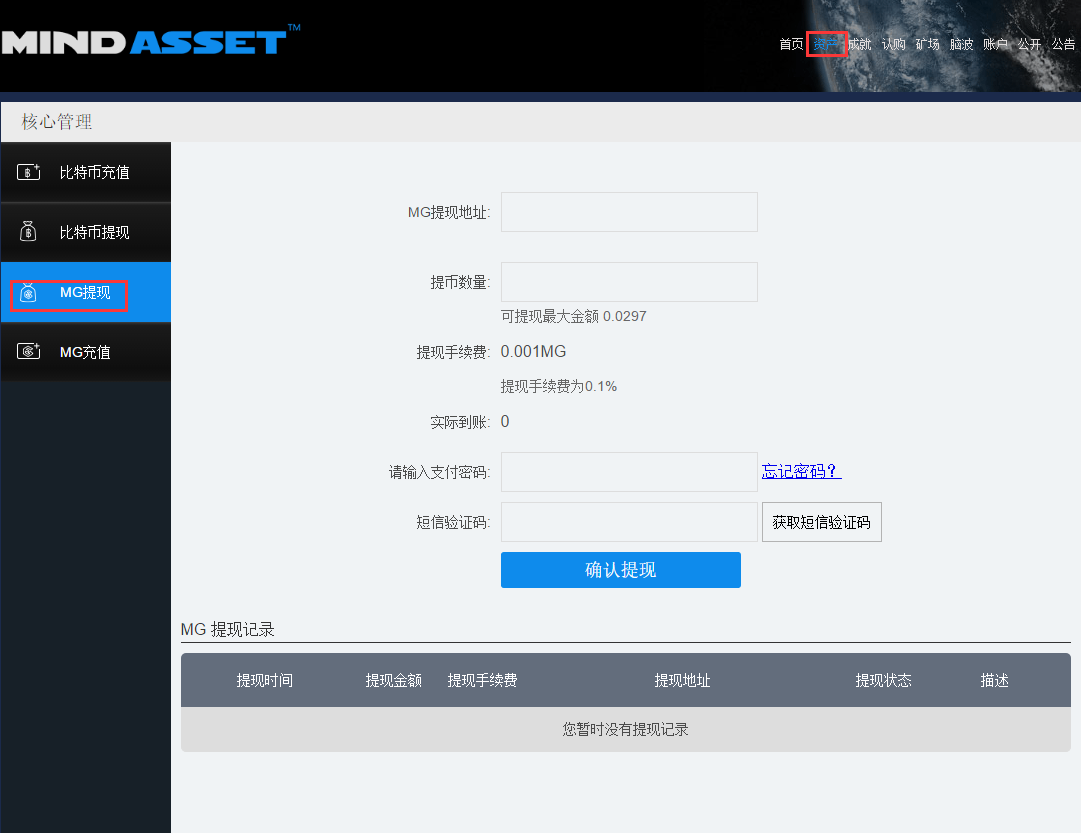 MIND ASSET™
首页 资产 成就 认购 矿场 脑波 账户 公开 公告
核心管理
比特币充值
比特币提现
MG提现
MG充值
MG提现地址:
提币数量:
可提现最大金额 0.0297
提现手续费: 0.001MG
提现手续费为0.1%
实际到账: 0
请输入支付密码: 忘记密码?
短信验证码: 获取短信验证码
确认提现
MG 提现记录
提现时间 提现金额 提现手续费 提现地址 提现状态 描述
您暂时没有提现记录